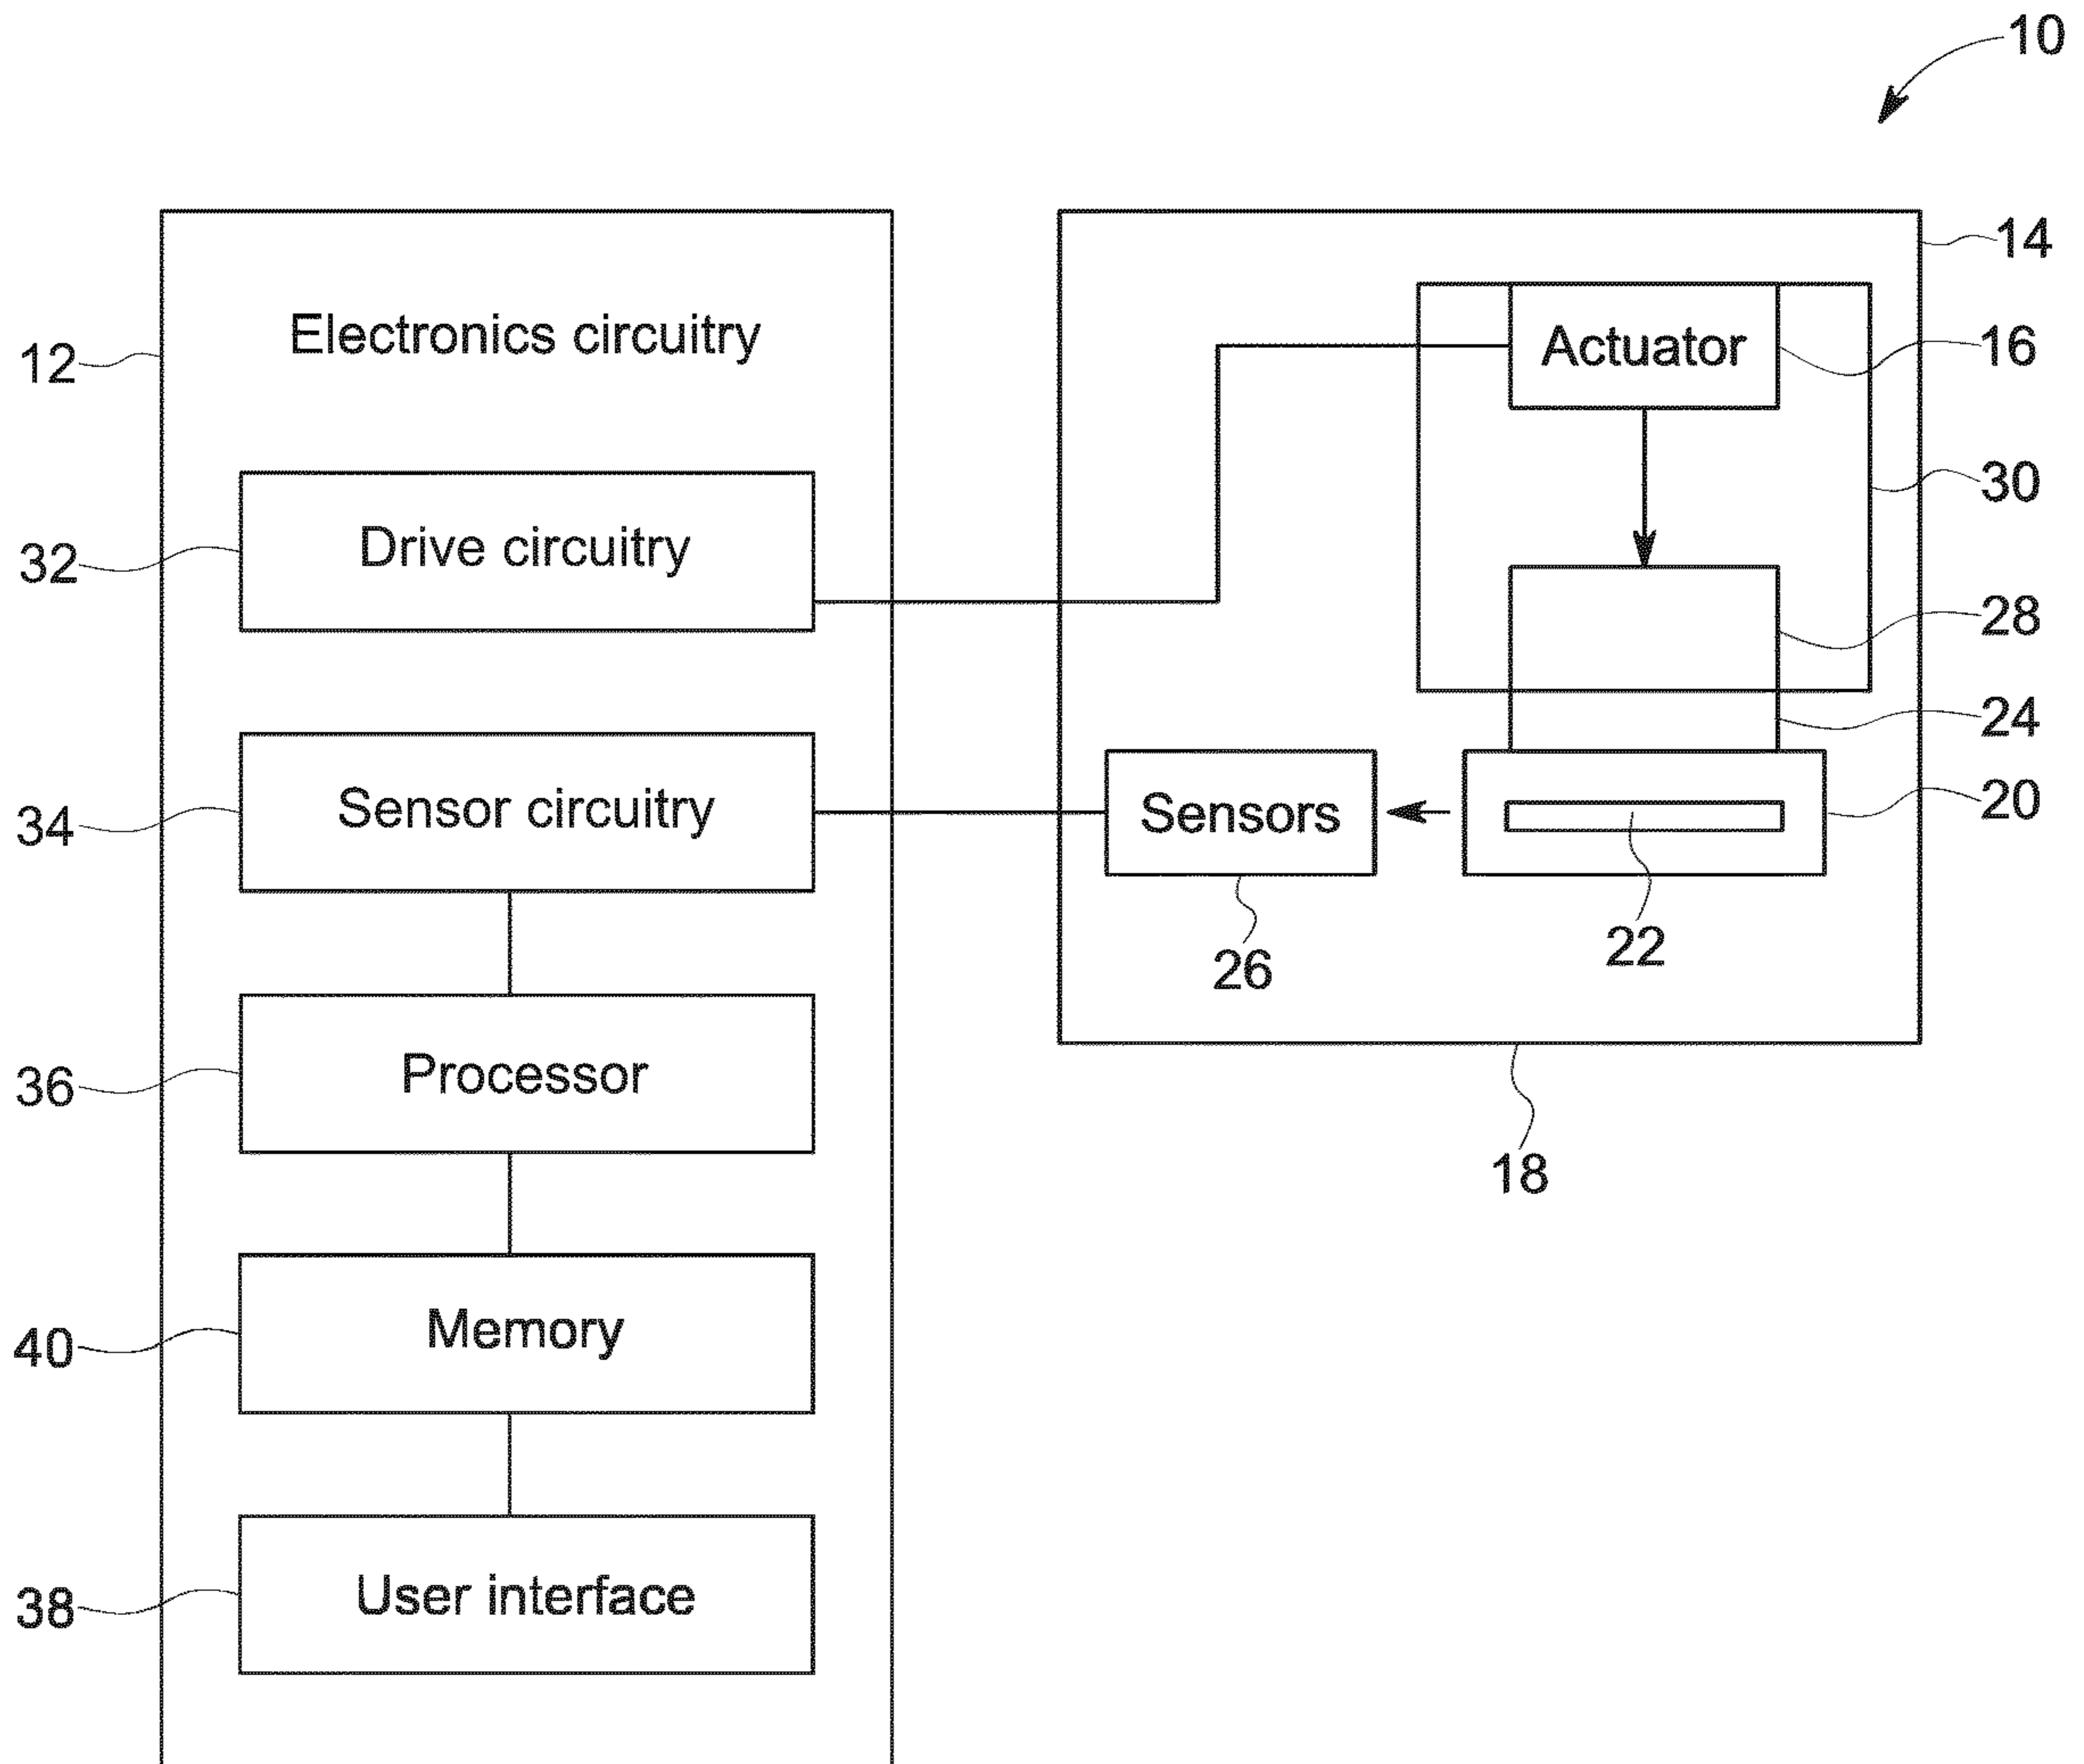 10
14
Electronics circuitry
12
Actuator
16
30
Drive circuitry
32
28
24
Sensor circuitry
34
Sensors
20
22
26
Processor
36
18
Memory
40
User interface
38